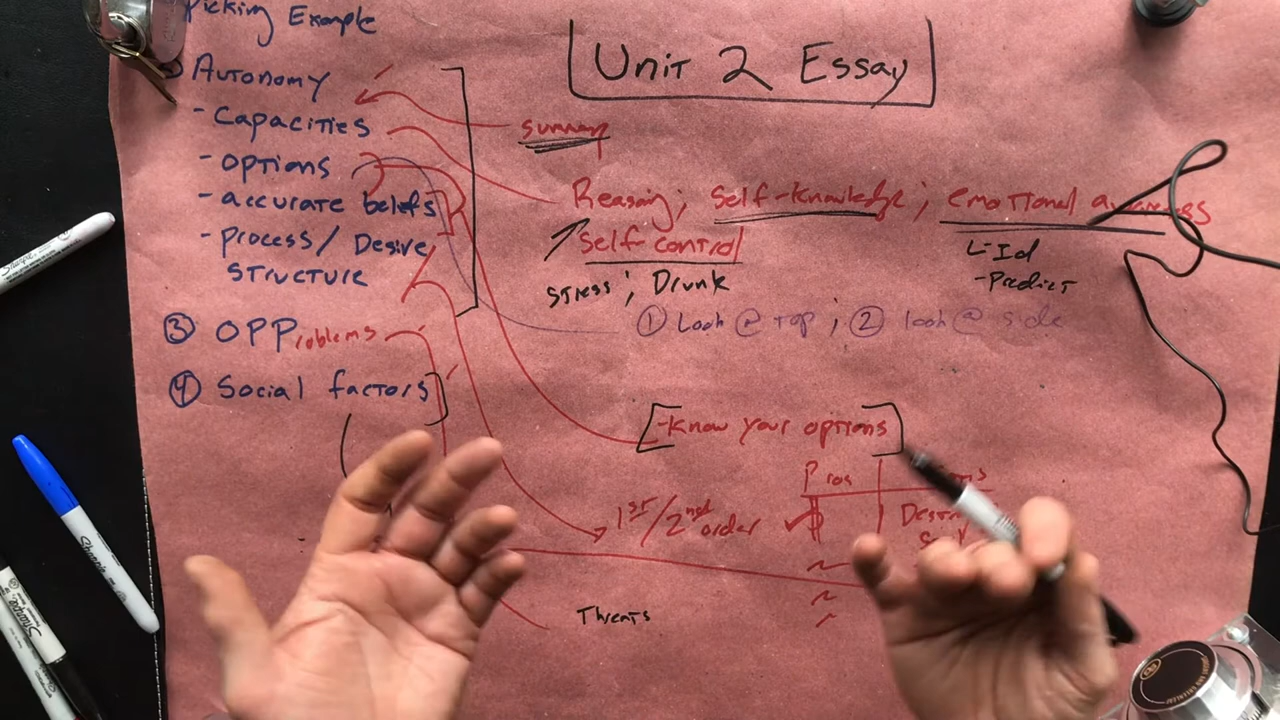 Picking Example
Unit 2 Essay
Autonomy
- Capacities
- options
- accurate beliefs
- process/ Desire
structure
③ OPProblems
④ Social factors
summary
Reasoning; Self-knowledge; emotional awareness
Self control
stress; Drunk
L-Id
-Predict
① Look @ top; ② look @ side
-Know your options
Pros
1st/2nd order
Threats
Sharpie
Sharpie